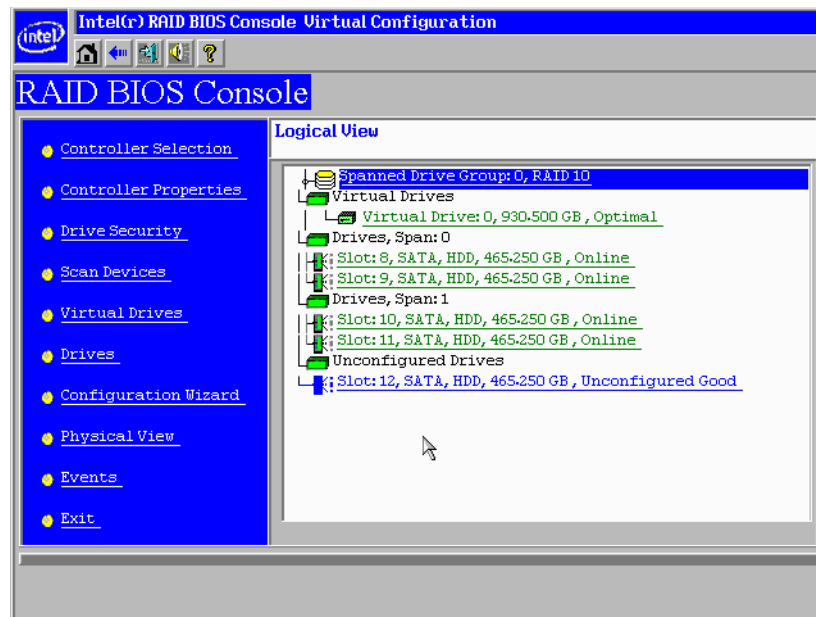 Intel(r) RAID BIOS Console Virtual Configuration
intel
RAID BIOS Console
Controller Selection
Controller Properties
Drive Security
Scan Devices
Virtual Drives
Drives
Configuration Wizard
Physical View
Events
Exit
Logical View
Spanned Drive Group: 0, RAID 10
Virtual Drives
Virtual Drive: 0, 930.500 GB , Optimal
Drives, Span: 0
Slot: 8, SATA, HDD, 465.250 GB , Online
Slot: 9, SATA, HDD, 465.250 GB , Online
Drives, Span: 1
Slot: 10, SATA, HDD, 465.250 GB , Online
Slot: 11, SATA, HDD, 465.250 GB , Online
Unconfigured Drives
Slot: 12, SATA, HDD, 465.250 GB , Unconfigured Good